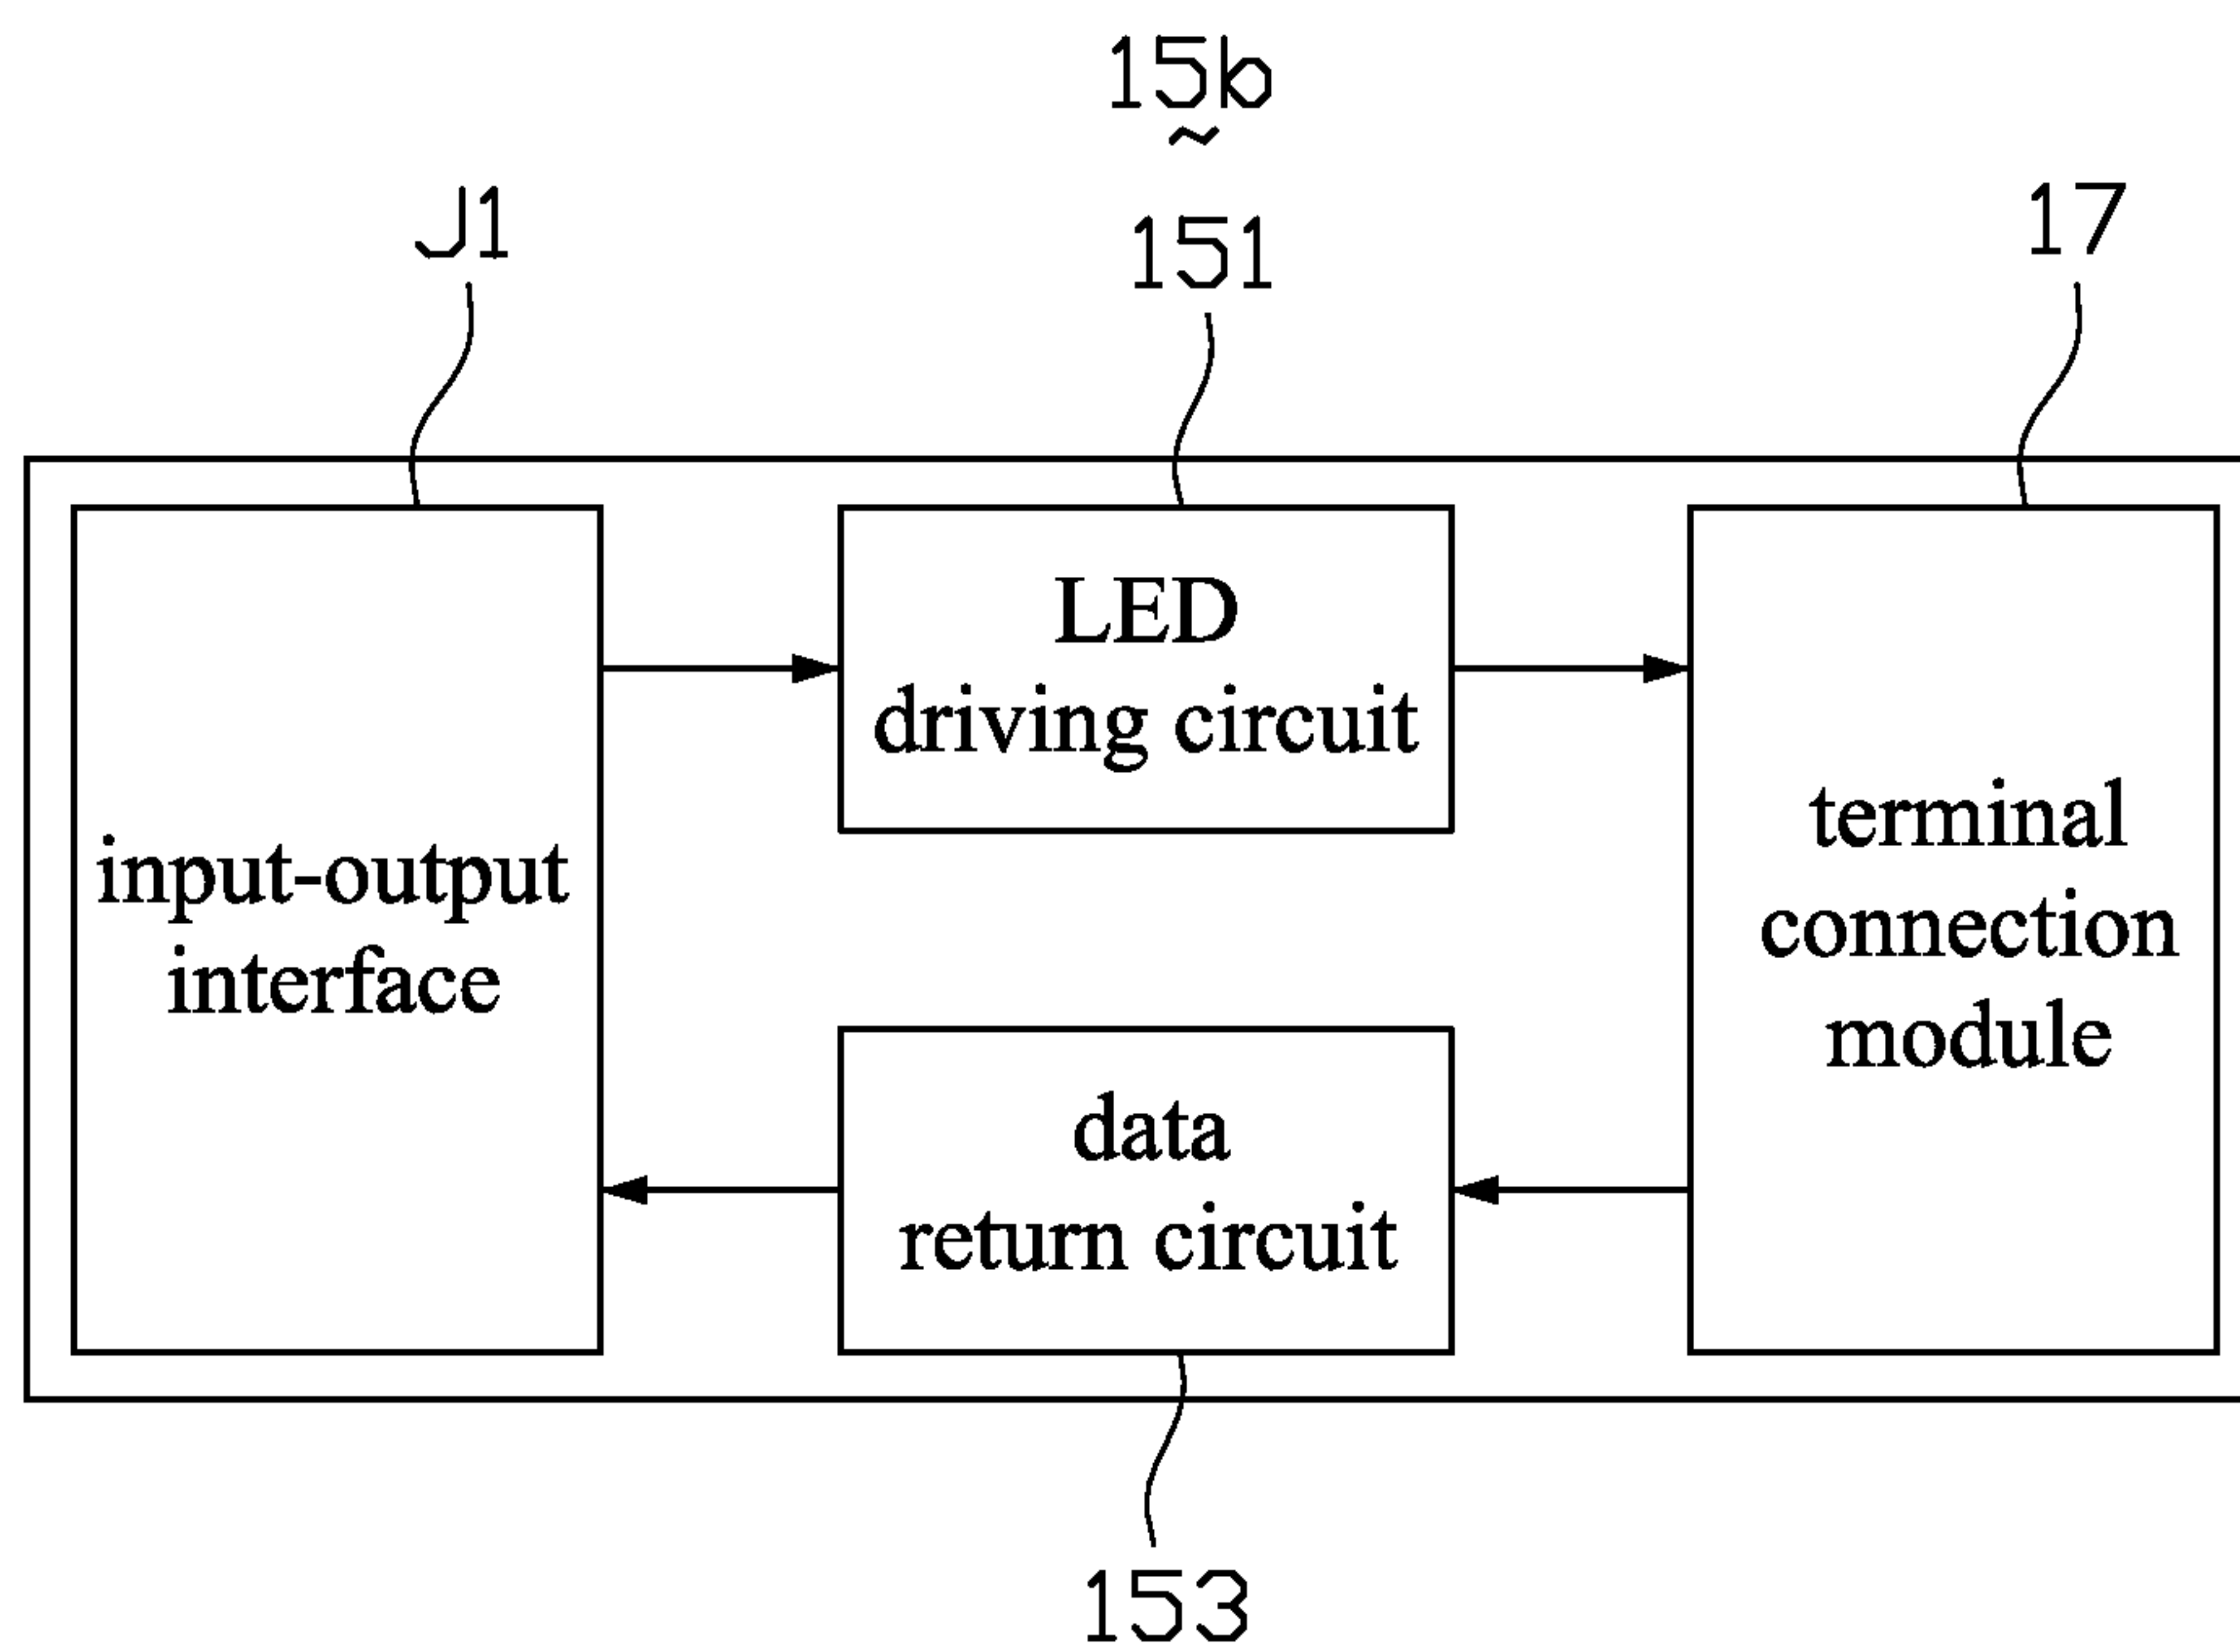 15b
J1
151
17
LED
driving circuit
input-output
interface
terminal
connection
module
data
return circuit
153